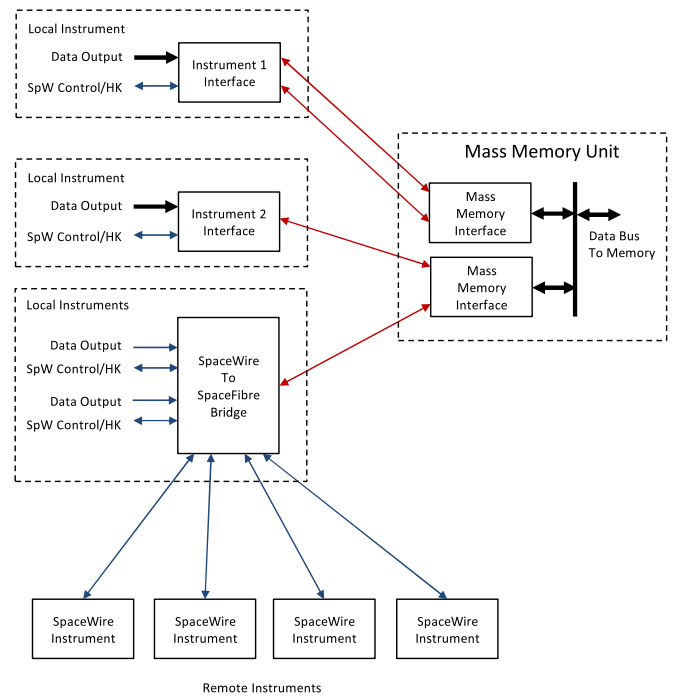 Local Instrument
Data Output
SpW Control/HK
Instrument 1
Interface
Local Instrument
Data Output
SpW Control/HK
Instrument 2
Interface
Mass Memory Unit
Mass
Memory
Interface
Mass
Memory
Interface
Data Bus
To Memory
Local Instruments
Data Output
SpW Control/HK
Data Output
SpW Control/HK
SpaceWire
To
SpaceFibre
Bridge
SpaceWire
Instrument
SpaceWire
Instrument
SpaceWire
Instrument
SpaceWire
Instrument
Remote Instruments